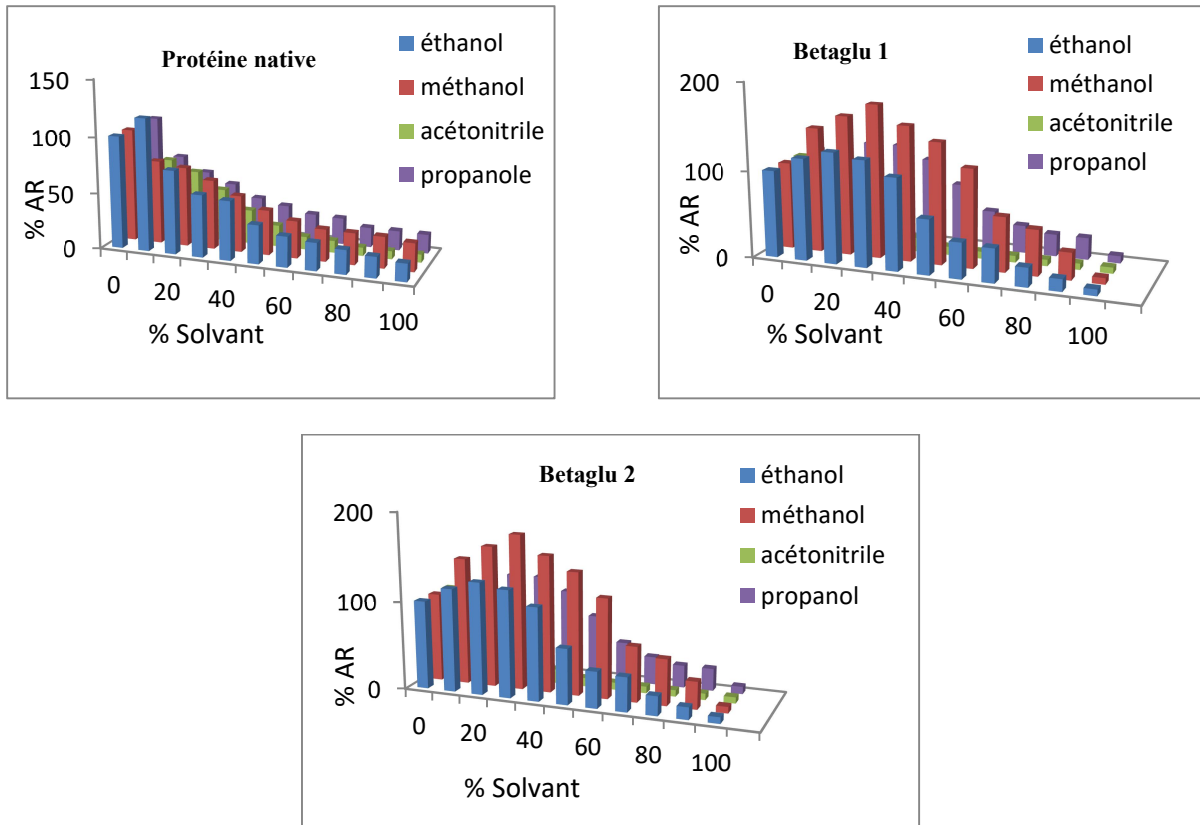 Protéine native
éthanol
méthanol
acétonitrile
propanole
150
100
50
0
% AR
0 20 40 60 80 100
% Solvant
Betaglu 1
éthanol
méthanol
acétonitrile
propanol
200
100
0
% AR
0 20 40 60 80 100
% Solvant
Betaglu 2
éthanol
méthanol
acétonitrile
propanol
200
100
0
% AR
0 20 40 60 80 100
% Solvant